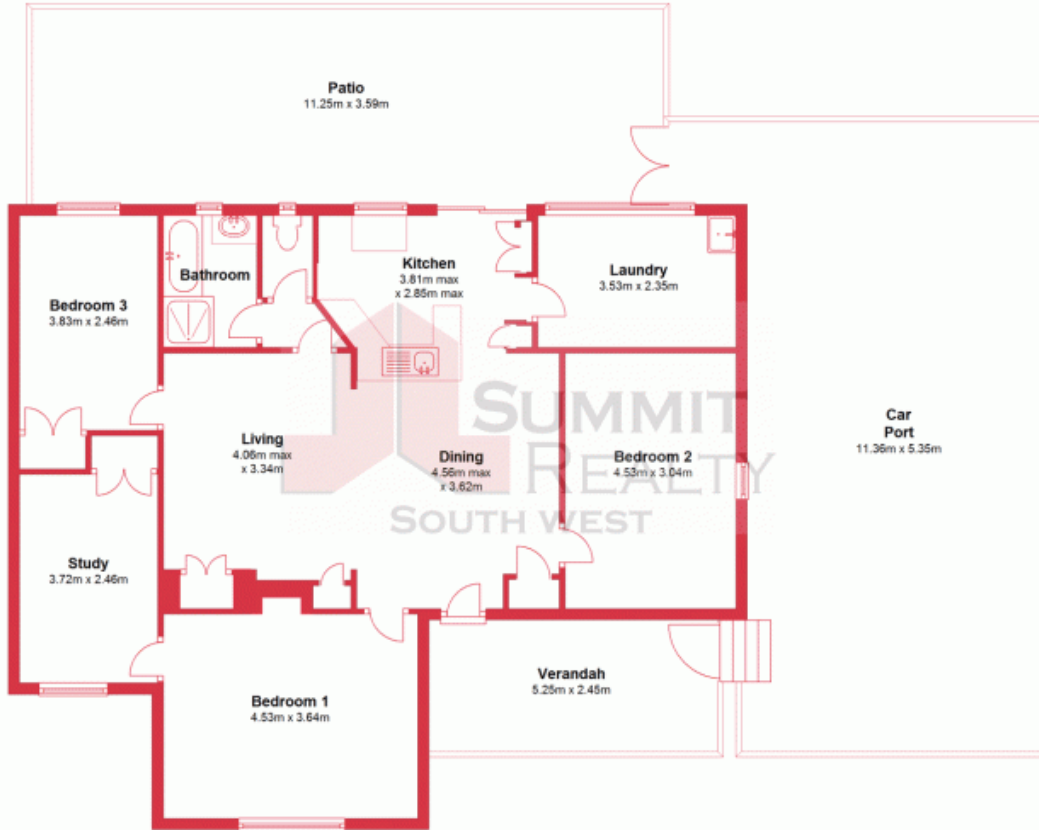 Patio
11.25m x 3.59m
Kitchen
3.81m max
x 2.85m max
Bathroom
Laundry
3.53m x 2.35m
Bedroom 3
3.83m x 2.46m
Living
4.06m max
x 3.34m
Dining
4.56m max
x 3.62m
Bedroom 2
4.53m x 3.04m
Car
Port
11.36m x 5.35m
SUMMIT
REALTY
SOUTH WEST
Study
3.72m x 2.46m
Bedroom 1
4.53m x 3.64m
Verandah
5.25m x 2.45m